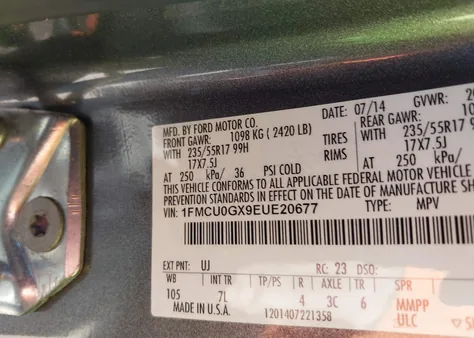 MFD. BY FORD MOTOR CO.
DATE: 07/14 GVWR:
FRONT GAWR: 1098 KG ( 2420 LB) REAR GAWR:
WITH 235/55R17 99H TIRES WITH 235/55R17
17X7.5J RIMS 17X7.5J
AT 250 kPa/ 36 PSI COLD AT 250 kPa/
THIS VEHICLE CONFORMS TO ALL APPLICABLE FEDERAL MOTOR VEHICLE
PREVENTION STANDARDS IN EFFECT ON THE DATE OF MANUFACTURE SH
VIN: 1FMCU0GX9EUE20677 TYPE: MPV
EXT PNT: UJ RC: 23 DSO:
WB INT TR TP/PS R AXLE TR SPR
105 7L 4 3C 6 MMPP
MADE IN U.S.A. ULC
1201407221358